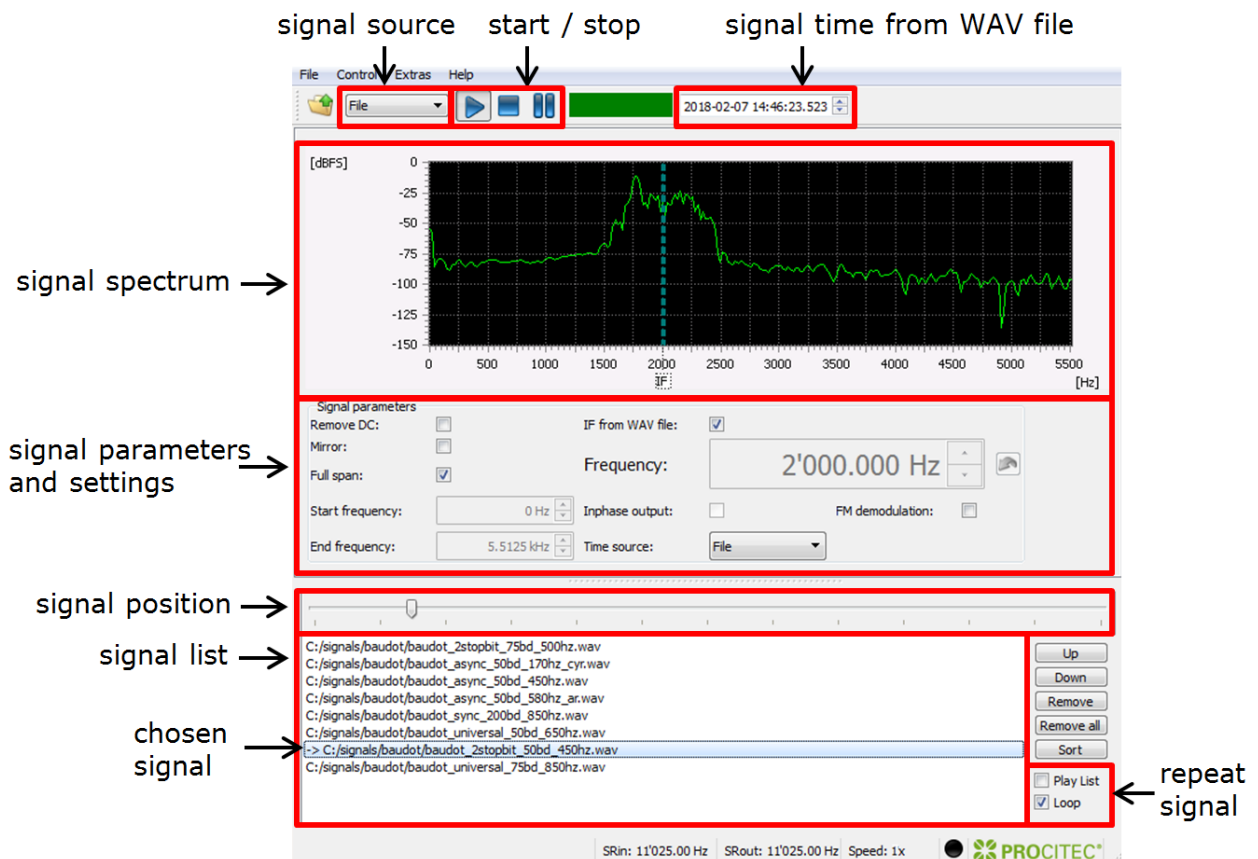 signal source start / stop signal time from WAV file
File Control Extras Help
File 2018-02-07 14:46:23.523
[dBFS]
0
-25
-50
-75
-100
-125
-150
0 500 1000 1500 2000 2500 3000 3500 4000 4500 5000 5500
IF
[Hz]
signal spectrum
signal parameters
and settings
Signal parameters
Remove DC: IF from WAV file:
Mirror:
Frequency: 2'000.000 Hz
Full span:
Start frequency: 0 Hz Inphase output: FM demodulation:
End frequency: 5.5125 kHz Time source: File
signal position
signal list
C:/signals/baudot/baudot_2stopbit_75bd_500hz.wav
C:/signals/baudot/baudot_async_50bd_170hz_cyr.wav
C:/signals/baudot/baudot_async_50bd_450hz.wav
C:/signals/baudot/baudot_async_50bd_580hz_ar.wav
C:/signals/baudot/baudot_sync_200bd_850hz.wav
C:/signals/baudot/baudot_universal_50bd_650hz.wav
-> C:/signals/baudot/baudot_2stopbit_50bd_450hz.wav
C:/signals/baudot/baudot_universal_75bd_850hz.wav
chosen
signal
Up
Down
Remove
Remove all
Sort
Play List
Loop
repeat
signal
SRin: 11'025.00 Hz SRout: 11'025.00 Hz Speed: 1x PROCITEC